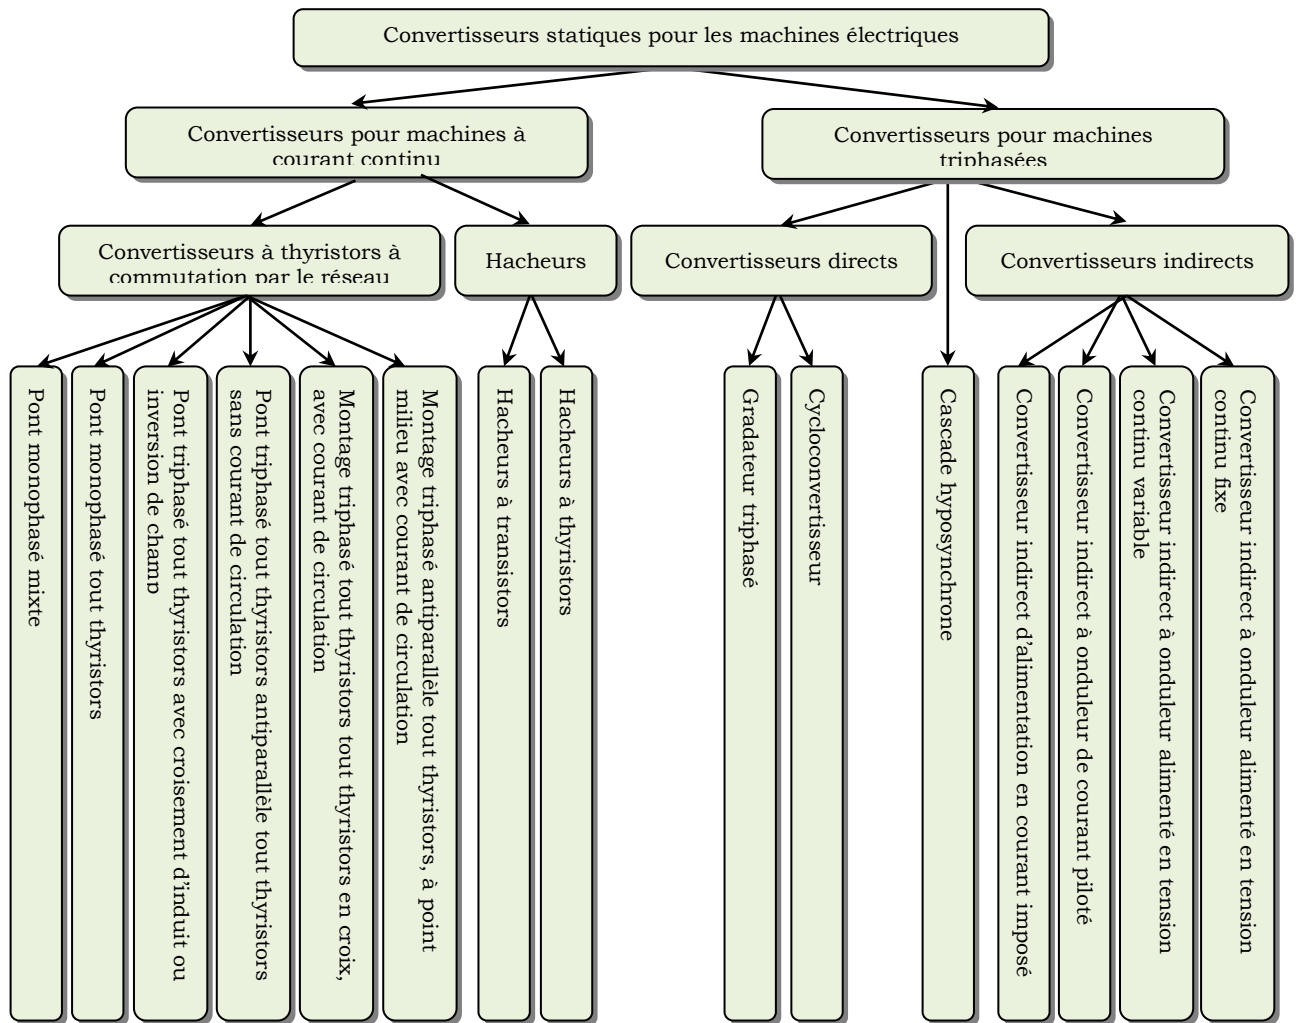 Convertisseurs statiques pour les machines électriques
Convertisseurs pour machines à
courant continu
Convertisseurs pour machines
triphasées
Convertisseurs à thyristors à
commutation par le réseau
Hacheurs
Convertisseurs directs
Convertisseurs indirects
Pont monophasé mixte
Pont monophasé tout thyristors
Pont triphasé tout thyristors avec croisement d'induit ou
inversion de champ
Pont triphasé tout thyristors antiparallèle tout thyristors
sans courant de circulation
Montage triphasé tout thyristors tout thyristors en croix,
avec courant de circulation
Montage triphasé antiparallèle tout thyristors, à point
milieu avec courant de circulation
Hacheurs à transistors
Hacheurs à thyristors
Gradateur triphasé
Cycloconvertisseur
Cascade hyposynchrone
Convertisseur indirect d'alimentation en courant imposé
Convertisseur indirect à onduleur de courant piloté
Convertisseur indirect à onduleur alimenté en tension
continu variable
Convertisseur indirect à onduleur alimenté en tension
continu fixe